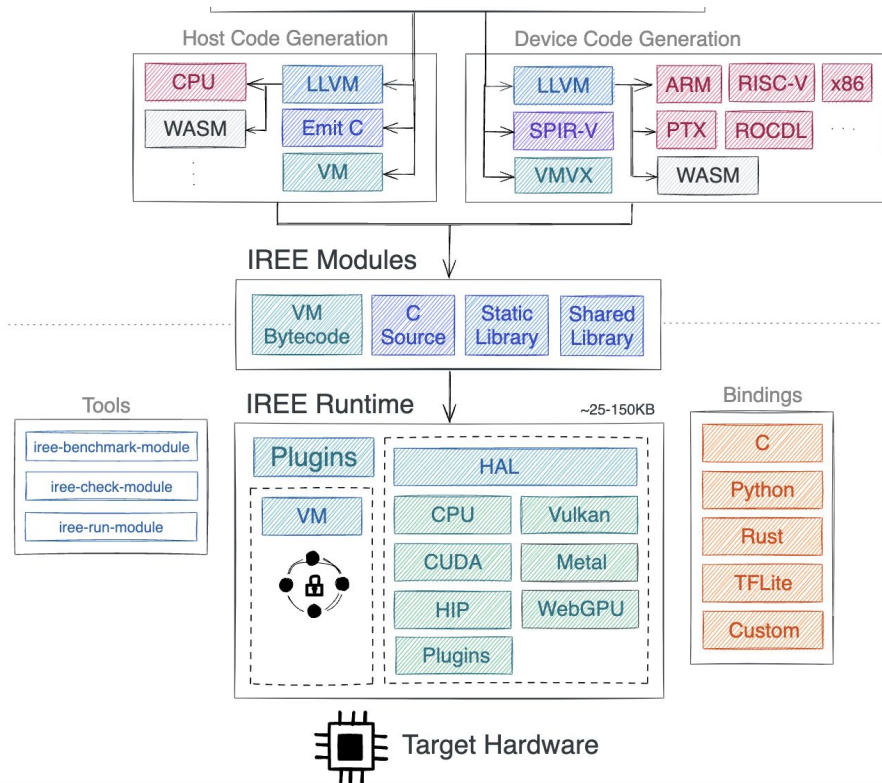 Host Code Generation
CPU
LLVM
WASM
Emit C
VM
Device Code Generation
LLVM
ARM
RISC-V
x86
SPIR-V
PTX
ROCDL
VMVX
WASM
IREE Modules
VM
Bytecode
C
Source
Static
Library
Shared
Library
Tools
iree-benchmark-module
iree-check-module
iree-run-module
IREE Runtime
~25-150KB
Plugins
VM
HAL
CPU
Vulkan
CUDA
Metal
HIP
WebGPU
Plugins
Bindings
C
Python
Rust
TFLite
Custom
Target Hardware